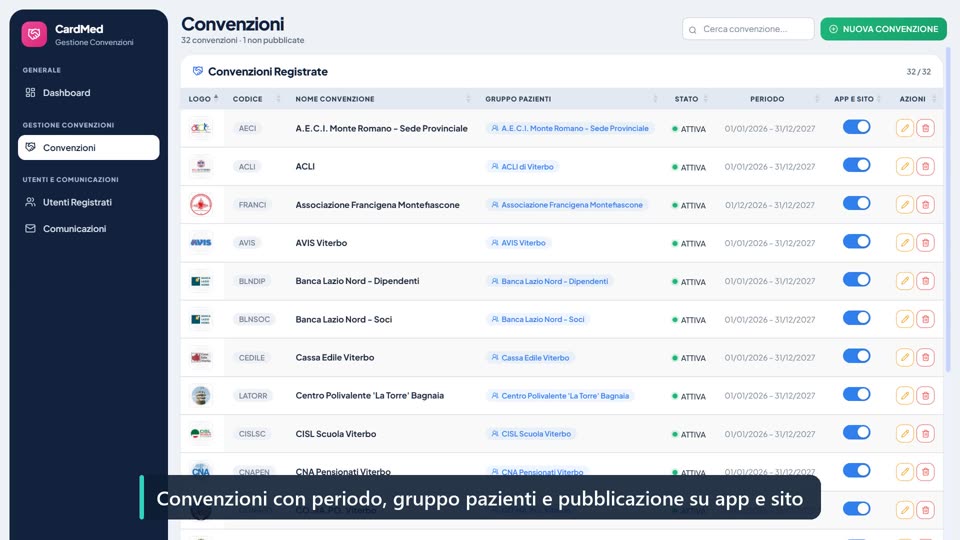 CardMed
Gestione Convenzioni
GENERALE
Dashboard
GESTIONE CONVENZIONI
Convenzioni
UTENTI E COMUNICAZIONI
Utenti Registrati
Comunicazioni
Convenzioni
32 convenzioni · 1 non pubblicate
Cerca convenzione...
NUOVA CONVENZIONE
Convenzioni Registrate
32 / 32
LOGO CODICE NOME CONVENZIONE GRUPPO PAZIENTI STATO PERIODO APP E SITO AZIONI
AECI A.E.C.I. Monte Romano – Sede Provinciale A.E.C.I. Monte Romano – Sede Provinciale ATTIVA 01/01/2026 – 31/12/2027
ACLI ACLI ACLI di Viterbo ATTIVA 01/01/2026 – 31/12/2027
FRANCI Associazione Francigena Montefiascone Associazione Francigena Montefiascone ATTIVA 01/12/2026 – 31/12/2027
AVIS AVIS AVIS Viterbo AVIS Viterbo ATTIVA 01/01/2026 – 31/12/2027
BLNDIP Banca Lazio Nord – Dipendenti Banca Lazio Nord – Dipendenti ATTIVA 01/01/2026 – 31/12/2027
BLNSOC Banca Lazio Nord – Soci Banca Lazio Nord – Soci ATTIVA 01/01/2026 – 31/12/2027
CEDILE Cassa Edile Viterbo Cassa Edile Viterbo ATTIVA 01/01/2026 – 31/12/2027
LATORR Centro Polivalente 'La Torre' Bagnaia Centro Polivalente 'La Torre' Bagnaia ATTIVA 01/01/2026 – 31/12/2027
CISL CISLSC CISL Scuola Viterbo CISL Scuola Viterbo ATTIVA 01/01/2026 – 31/12/2027
CNA CNAPEN CNA Pensionati Viterbo CNA Pensionati Viterbo ATTIVA 01/01/2026 – 31/12/2027
Convenzioni con periodo, gruppo pazienti e pubblicazione su app e sito